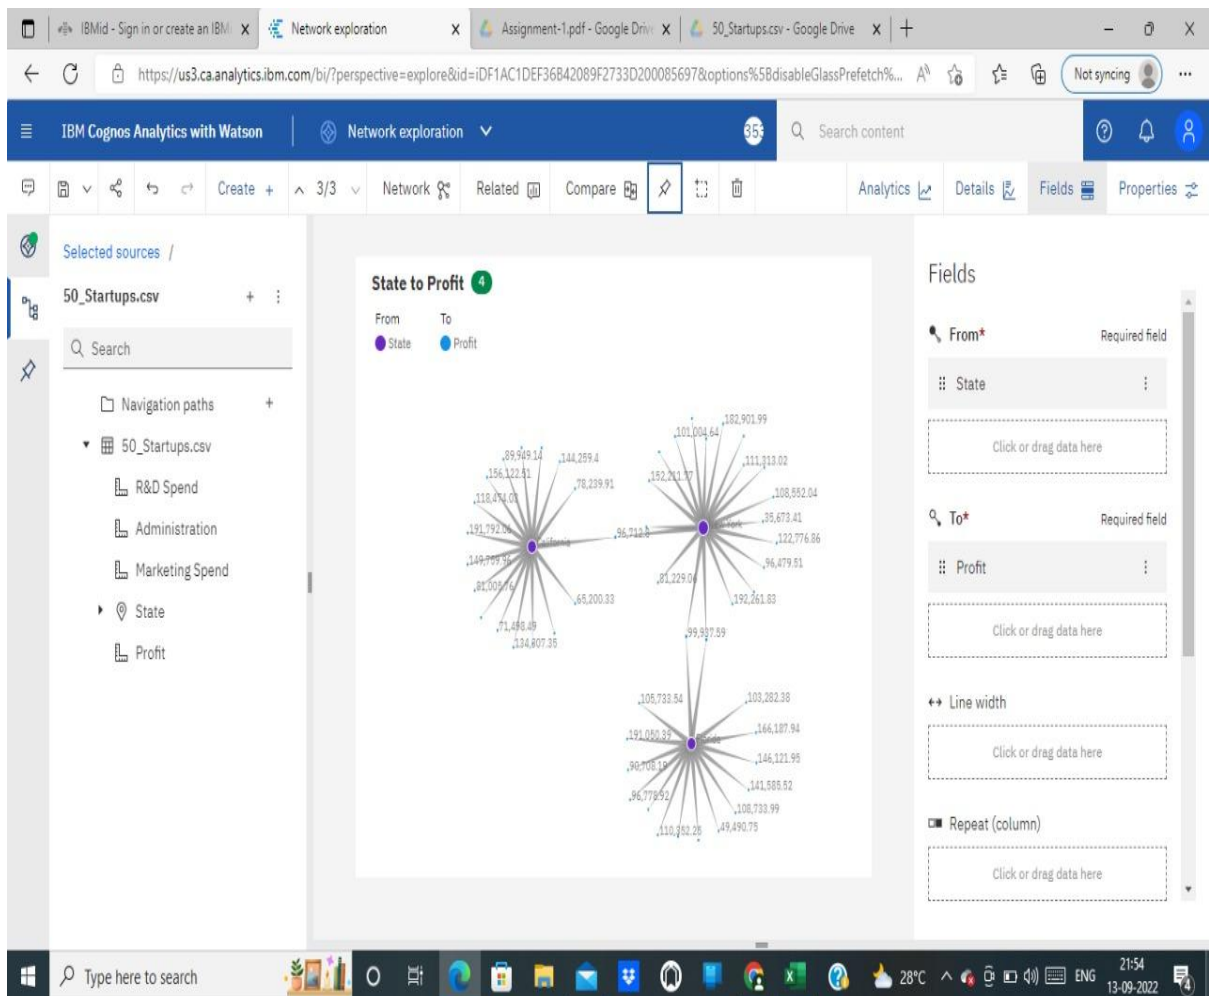 IBMid - Sign in or create an IBMi
Network exploration
Assignment-1.pdf - Google Drive
50_Startups.csv - Google Drive
https://us3.ca.analytics.ibm.com/bi/?perspective=explore&id=iDF1AC1DEF36B42089F2733D200085697&options%5BdisableGlassPrefetch%...
Not syncing
IBM Cognos Analytics with Watson
Network exploration
Search content
Create +
3/3
Network
Related
Compare
Analytics
Details
Fields
Properties
Selected sources /
50_Startups.csv
Search
Navigation paths
50_Startups.csv
R&D Spend
Administration
Marketing Spend
State
Profit
State to Profit 4
From To
State Profit
182,901.99
101,004.64
89,949.14
144,259.4
111,313.02
156,122.51
78,239.91
152,211.77
118,474.03
108,552.04
191,792.06
96,712.8
New York
35,673.41
California
122,776.86
149,759.96
96,479.51
81,005.76
81,229.06
65,200.33
192,261.83
71,498.49
99,937.59
134,307.35
105,733.54
103,282.38
191,050.39
Florida
166,187.94
90,708.19
146,121.95
96,778.92
141,585.52
108,733.99
110,352.25
49,490.75
Fields
From* Required field
State
Click or drag data here
To* Required field
Profit
Click or drag data here
Line width
Click or drag data here
Repeat (column)
Click or drag data here
Type here to search
28°C
ENG
21:54
13-09-2022
4